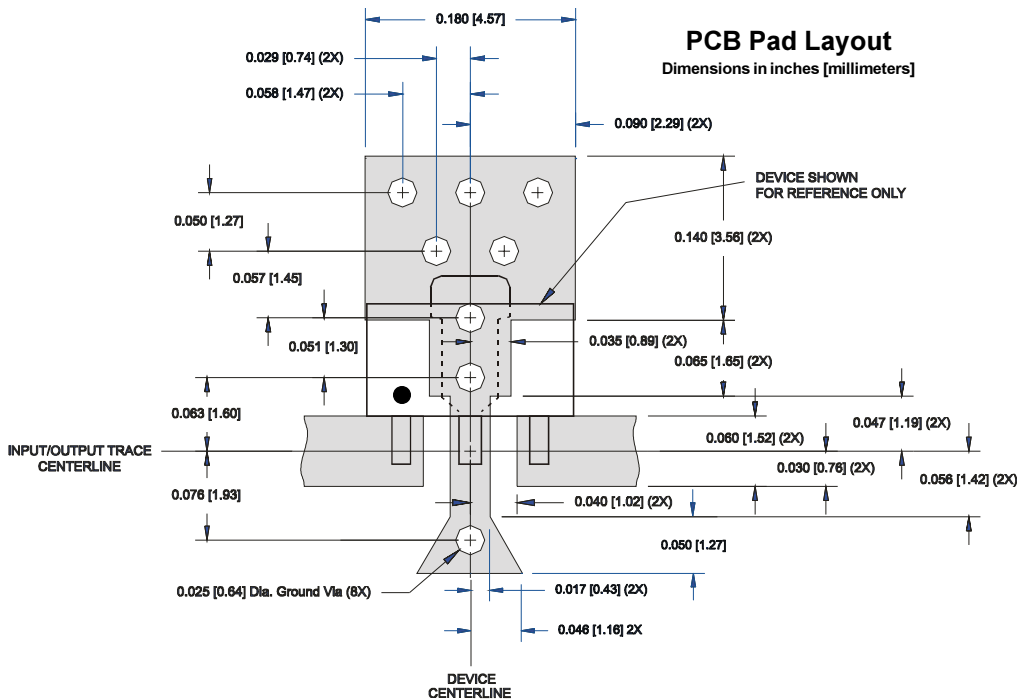 0.180 [4.57]
PCB Pad Layout
Dimensions in inches [millimeters]
0.029 [0.74] (2X)
0.058 [1.47] (2X)
0.090 [2.29] (2X)
DEVICE SHOWN
FOR REFERENCE ONLY
0.050 [1.27]
0.140 [3.56] (2X)
0.057 [1.45]
0.051 [1.30]
0.035 [0.89] (2X)
0.065 [1.65] (2X)
0.063 [1.60]
0.047 [1.19] (2X)
0.060 [1.52] (2X)
INPUT/OUTPUT TRACE
CENTERLINE
0.030 [0.76] (2X)
0.056 [1.42] (2X)
0.076 [1.93]
0.040 [1.02] (2X)
0.050 [1.27]
0.025 [0.64] Dia. Ground Via (8X)
0.017 [0.43] (2X)
0.046 [1.16] 2X
DEVICE
CENTERLINE